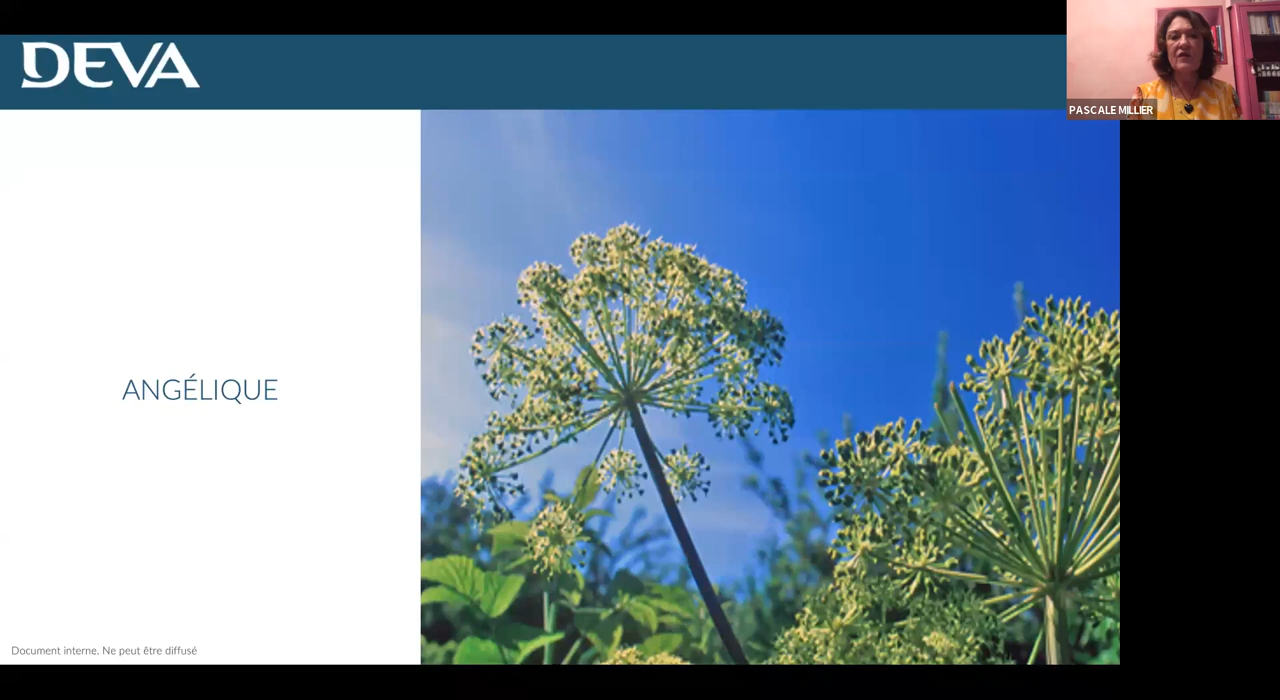 DEVA
PASCALE MILLIER
ANGÉLIQUE
Document interne. Ne peut être diffusé